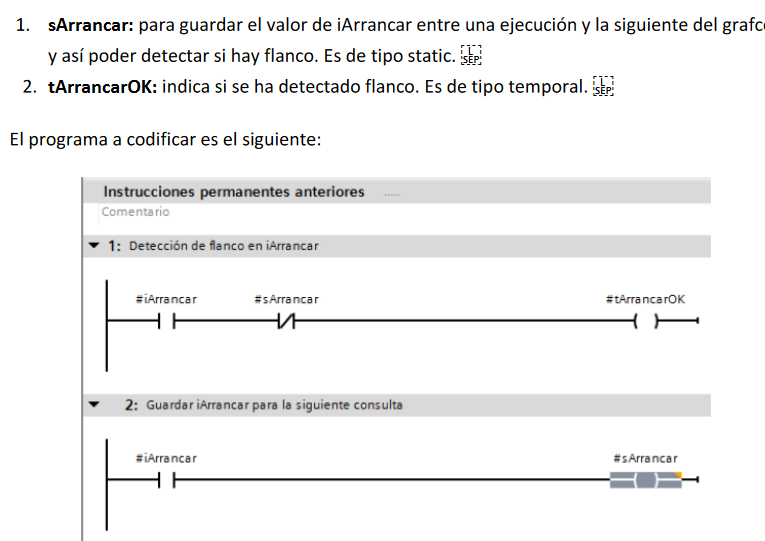 1. sArrancar: para guardar el valor de iArrancar entre una ejecución y la siguiente del grafc
y así poder detectar si hay flanco. Es de tipo static. L SEP
2. tArrancarOK: indica si se ha detectado flanco. Es de tipo temporal. L SEP
El programa a codificar es el siguiente:
Instrucciones permanentes anteriores .....
Comentario
1: Detección de flanco en iArrancar
#iArrancar #sArrancar #tArrancarOK
2: Guardar iArrancar para la siguiente consulta
#iArrancar #sArrancar